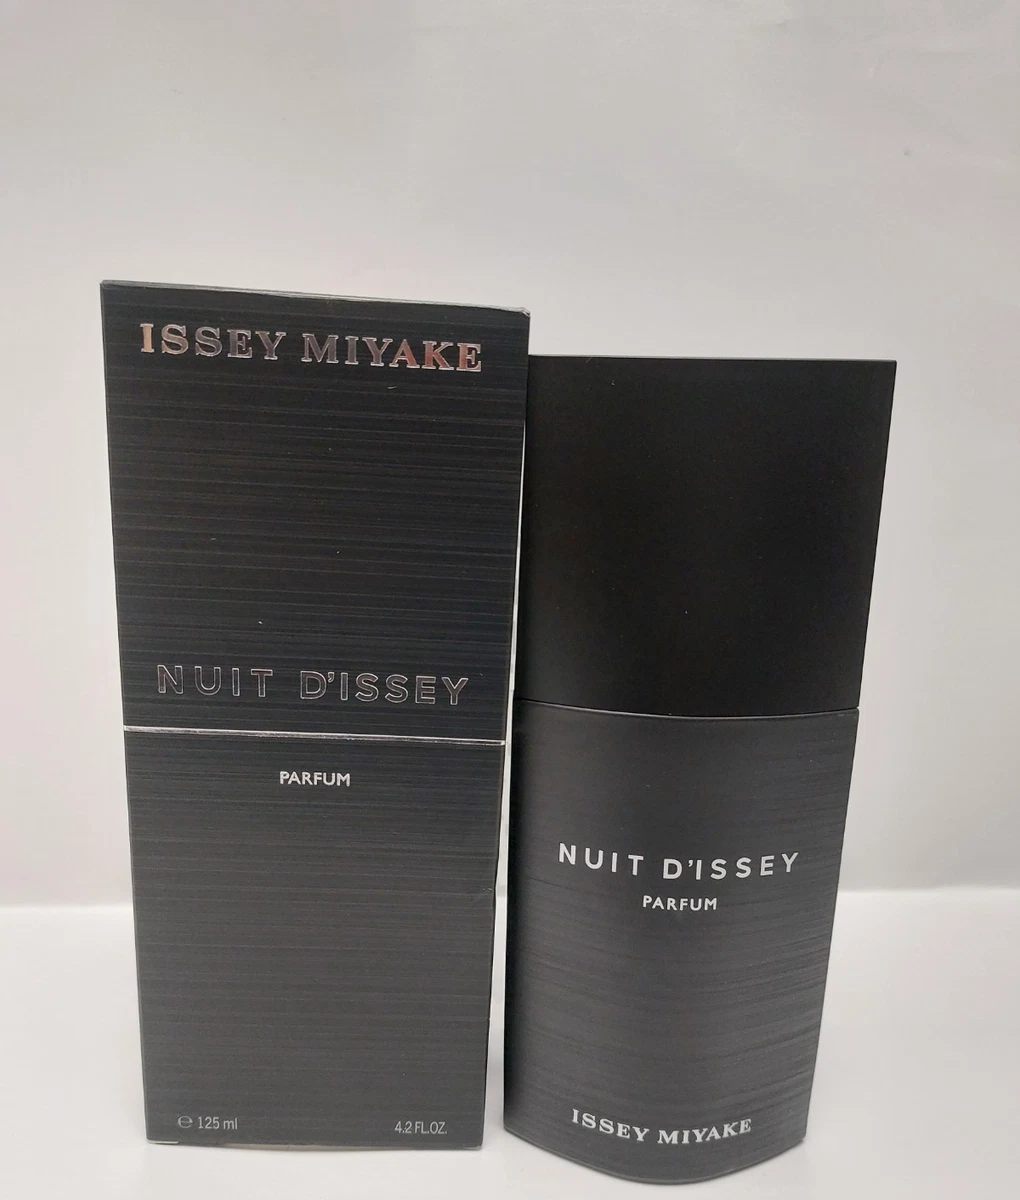 ISSEY MIYAKE
NUIT D'ISSEY
PARFUM
℮ 125 ml
4.2 FL.OZ.
NUIT D'ISSEY
PARFUM
ISSEY MIYAKE